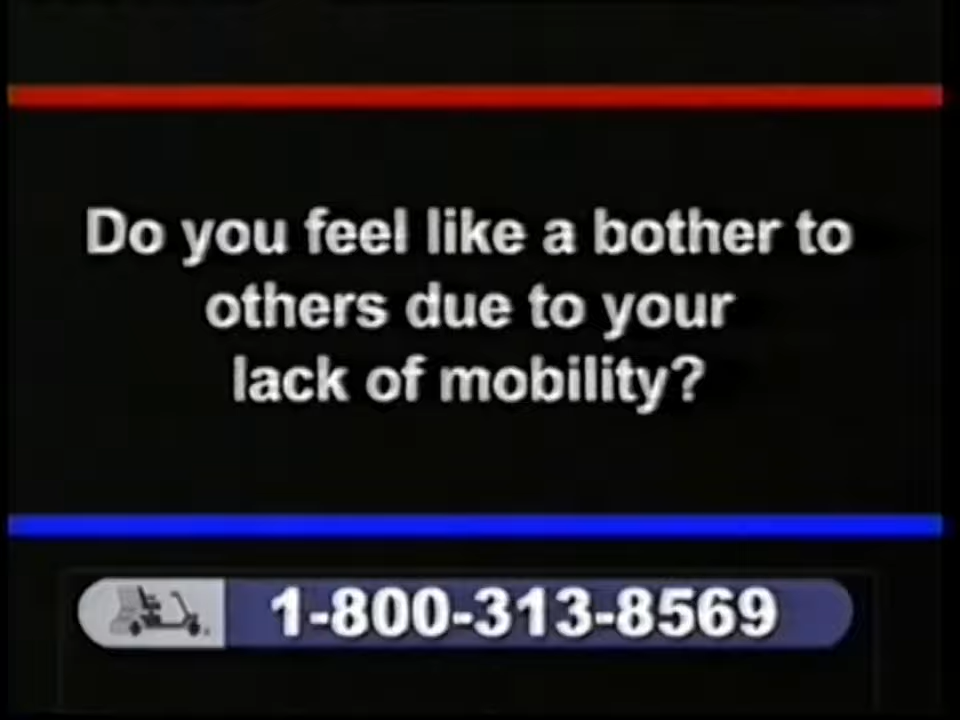 Do you feel like a bother to
others due to your
lack of mobility?
1-800-313-8569